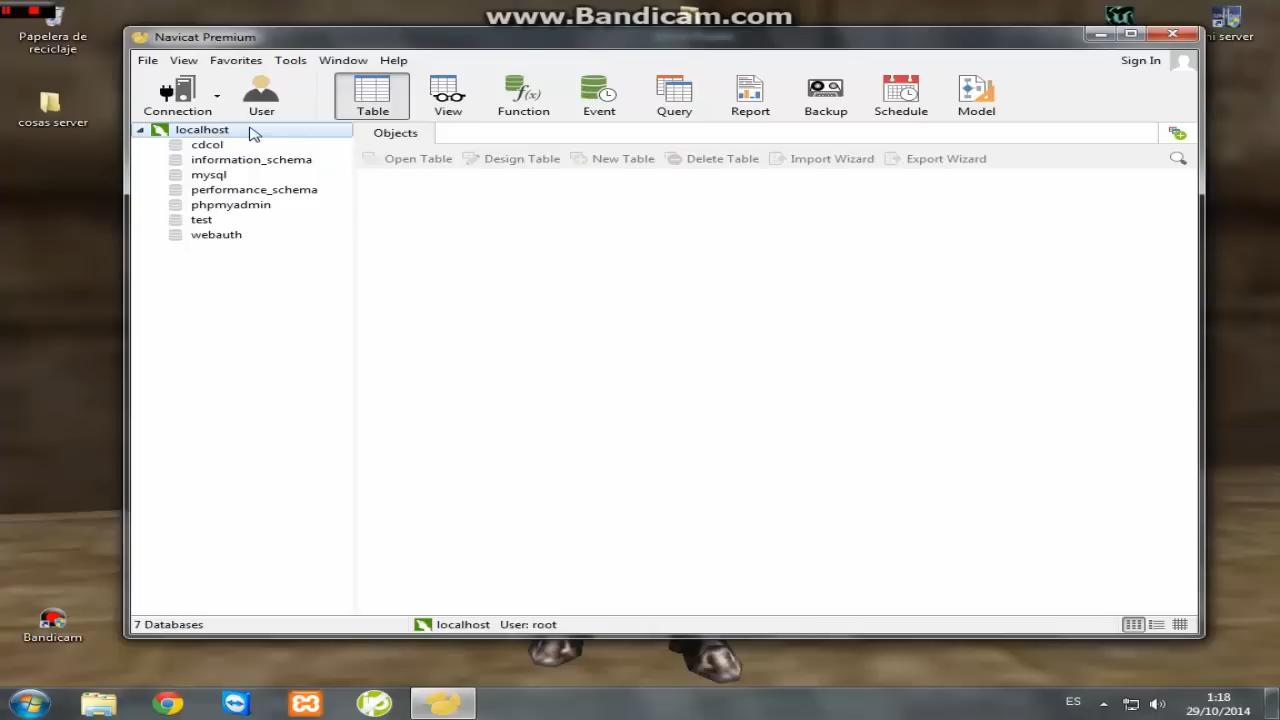 www.Bandicam.com
Papelera de
reciclaje
cosas server
Bandicam
Navicat Premium
File View Favorites Tools Window Help
Sign In
Connection User Table View Function Event Query Report Backup Schedule Model
localhost
cdcol
information_schema
mysql
performance_schema
phpmyadmin
test
webauth
Objects
Open Table Design Table New Table Delete Table Import Wizard Export Wizard
7 Databases
localhost User: root
ES
1:18
29/10/2014